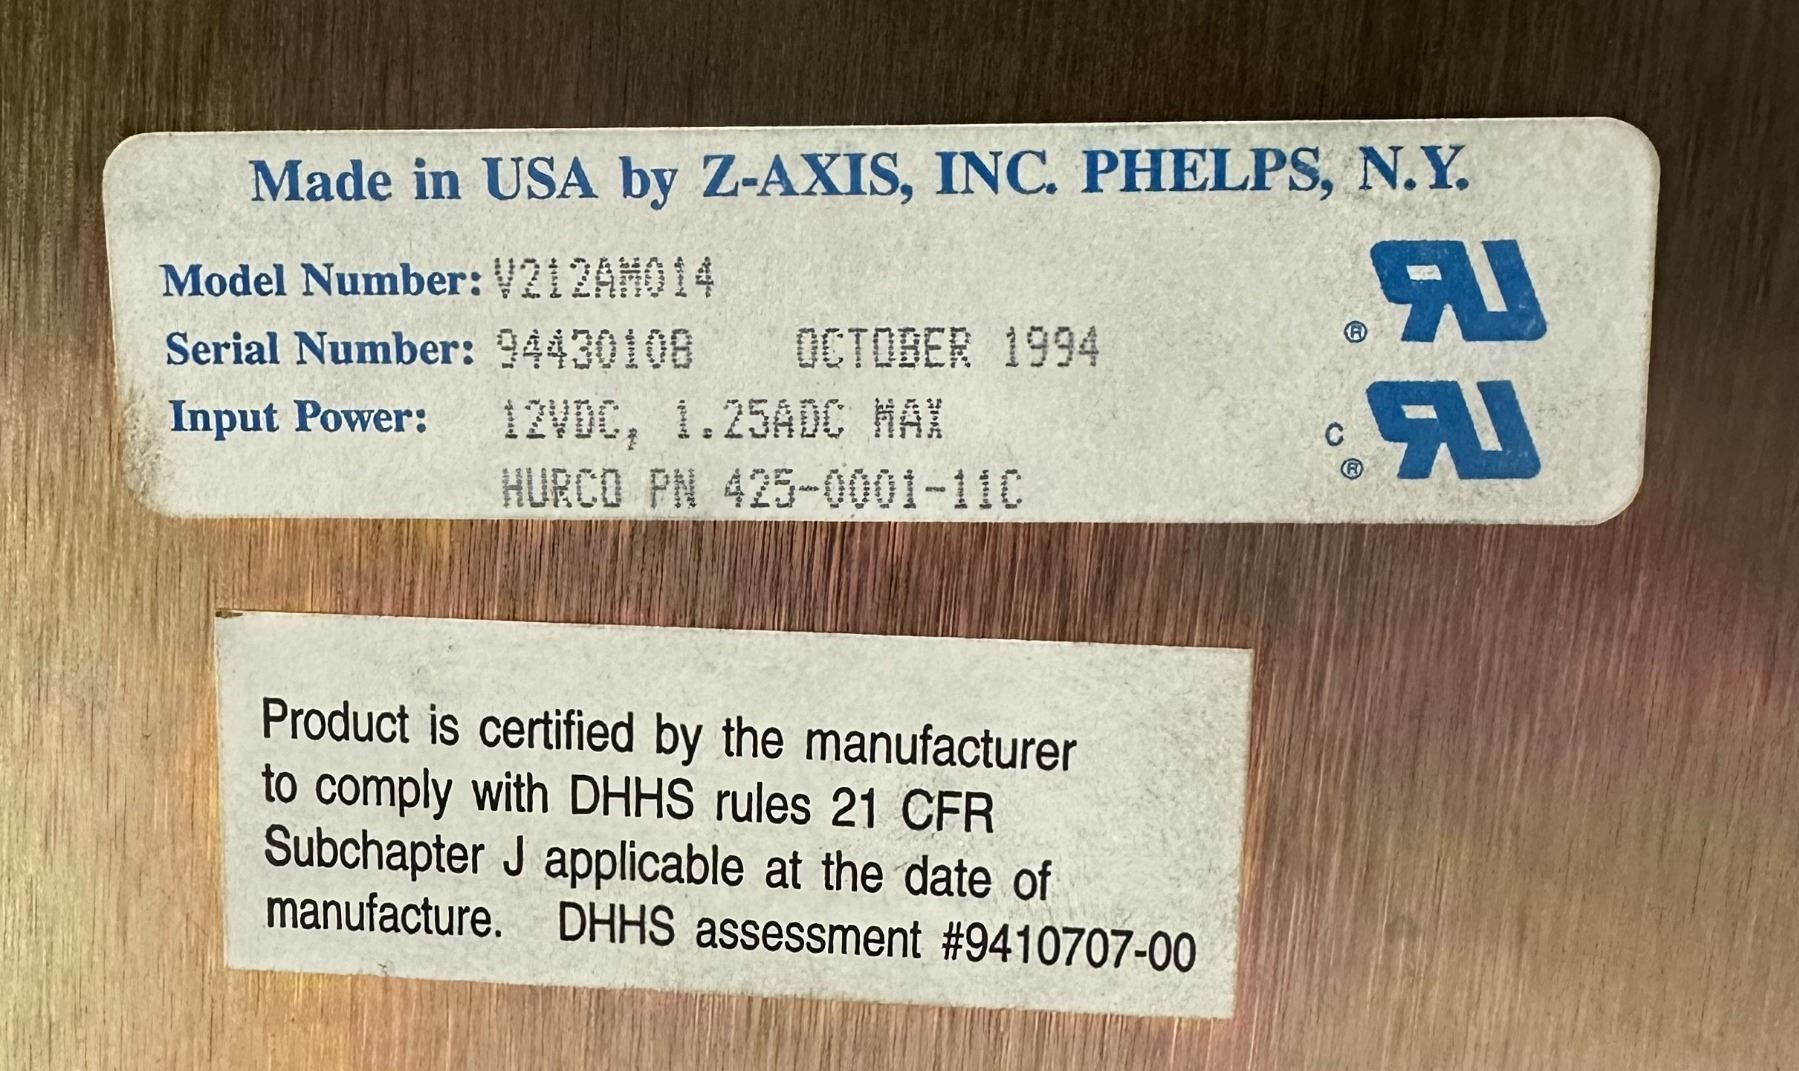 Made in USA by Z-AXIS, INC. PHELPS, N.Y.
Model Number: V212AM014
Serial Number: 94430108 OCTOBER 1994
Input Power: 12VDC, 1.25ADC MAX
HURCO PN 425-0001-11C
®
C
®
Product is certified by the manufacturer
to comply with DHHS rules 21 CFR
Subchapter J applicable at the date of
manufacture. DHHS assessment #9410707-00